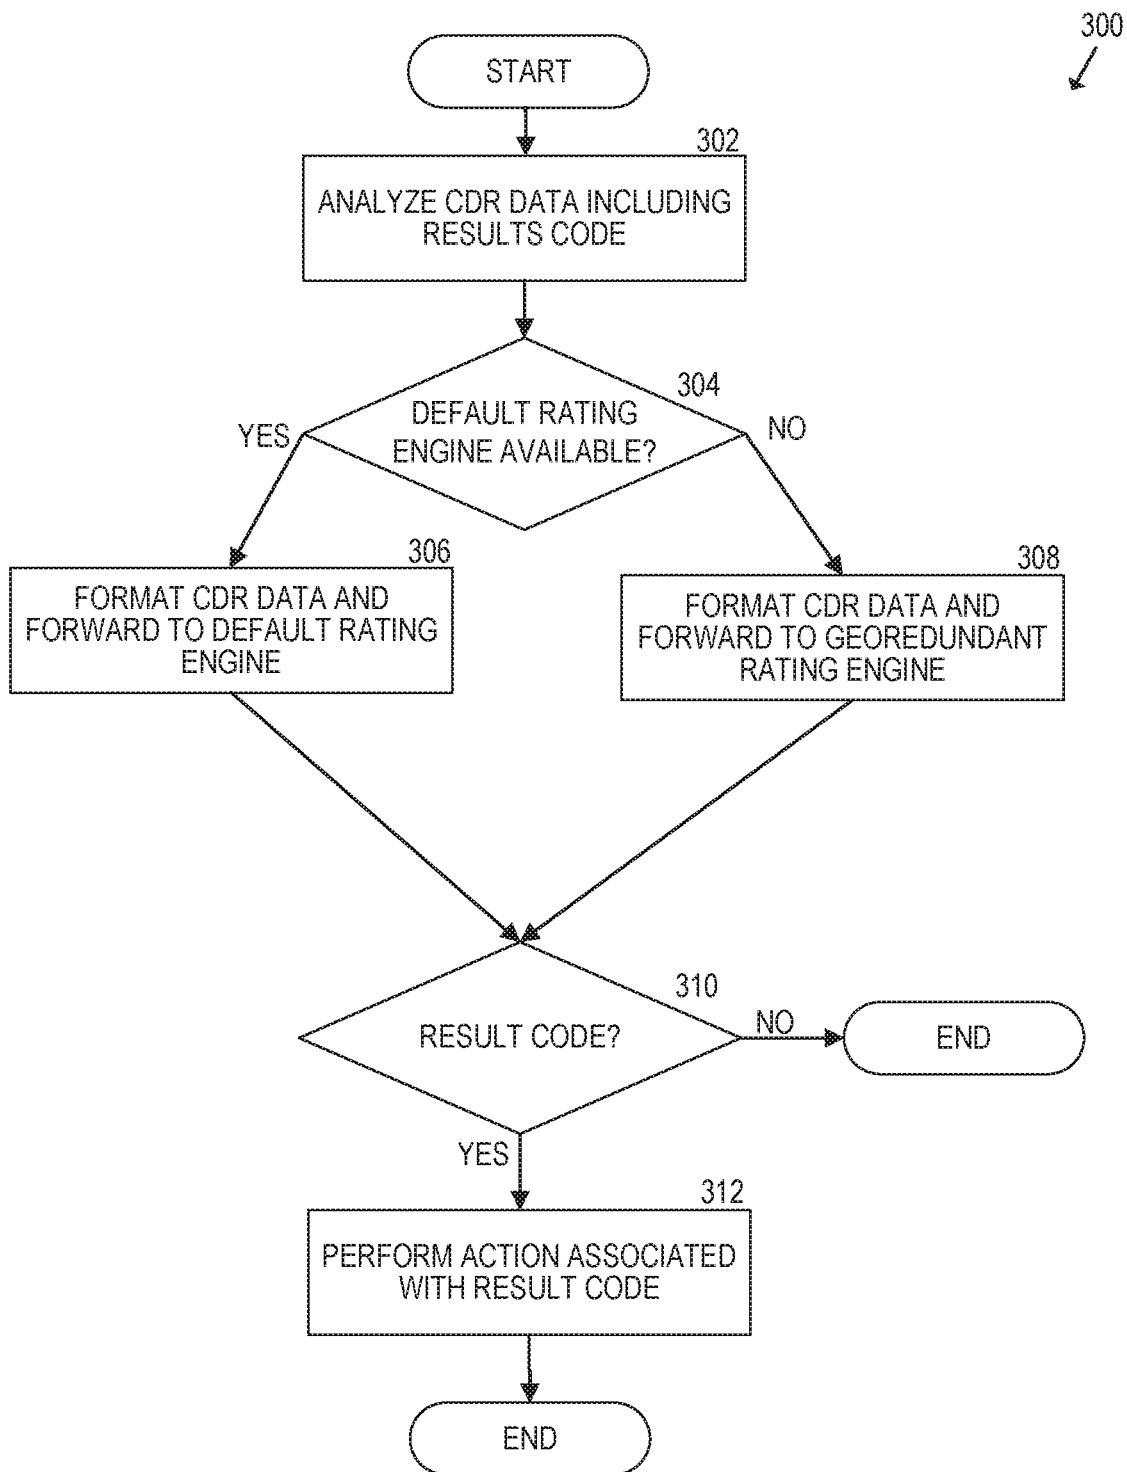 300
START
302
ANALYZE CDR DATA INCLUDING
RESULTS CODE
304
DEFAULT RATING
ENGINE AVAILABLE?
YES
NO
306
FORMAT CDR DATA AND
FORWARD TO DEFAULT RATING
ENGINE
308
FORMAT CDR DATA AND
FORWARD TO GEOREDUNDANT
RATING ENGINE
310
RESULT CODE?
NO
END
YES
312
PERFORM ACTION ASSOCIATED
WITH RESULT CODE
END